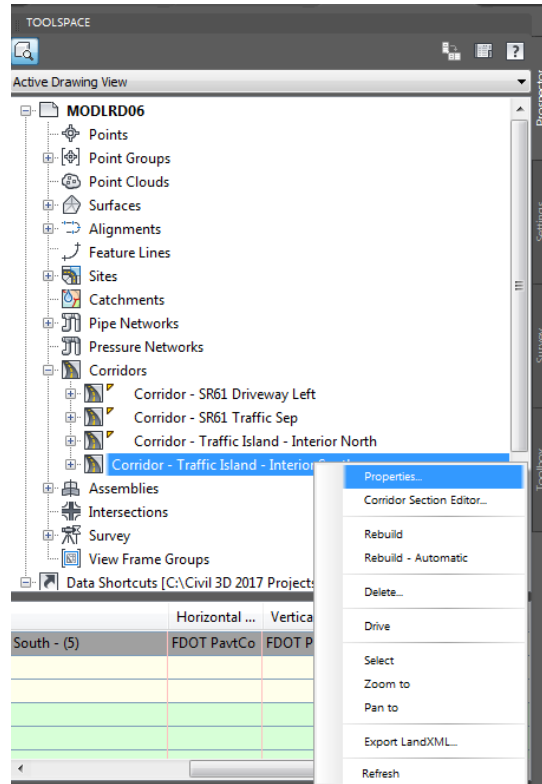 TOOLSPACE
?
Active Drawing View
MODLRD06
Points
Point Groups
Point Clouds
Surfaces
Alignments
Feature Lines
Sites
Catchments
Pipe Networks
Pressure Networks
Corridors
Corridor - SR61 Driveway Left
Corridor - SR61 Traffic Sep
Corridor - Traffic Island - Interior North
Corridor - Traffic Island - Interior
Assemblies
Intersections
Survey
View Frame Groups
Data Shortcuts [C:\Civil 3D 2017 Projects
Properties...
Corridor Section Editor...
Rebuild
Rebuild - Automatic
Delete...
Drive
Select
Zoom to
Pan to
Export LandXML...
Refresh
Horizontal ... Vertica
South - (5) FDOT PavtCo FDOT P
Prospector
Settings
Survey
Toolbox